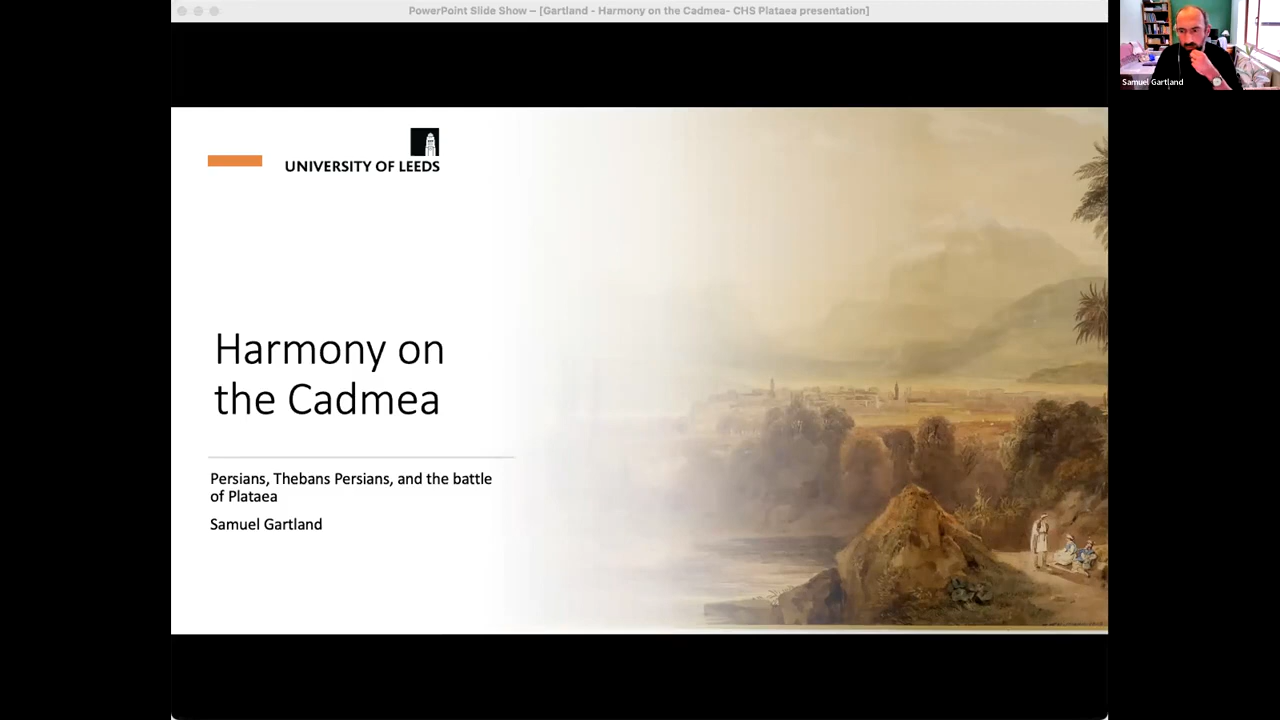 PowerPoint Slide Show – [Gartland - Harmony on the Cadmea- CHS Plataea presentation]
Samuel Gartland
UNIVERSITY OF LEEDS
Harmony on
the Cadmea
Persians, Thebans Persians, and the battle
of Plataea
Samuel Gartland